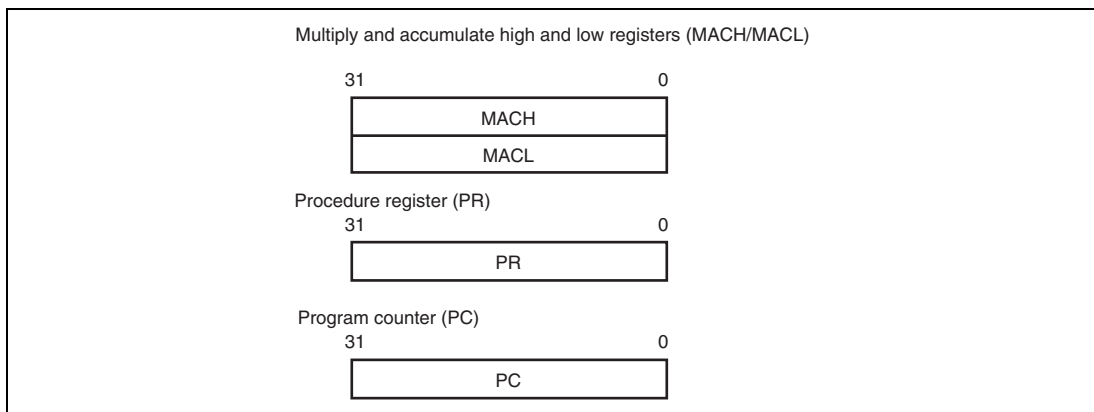 Multiply and accumulate high and low registers (MACH/MACL)
31 0
MACH
MACL
Procedure register (PR)
31 0
PR
Program counter (PC)
31 0
PC